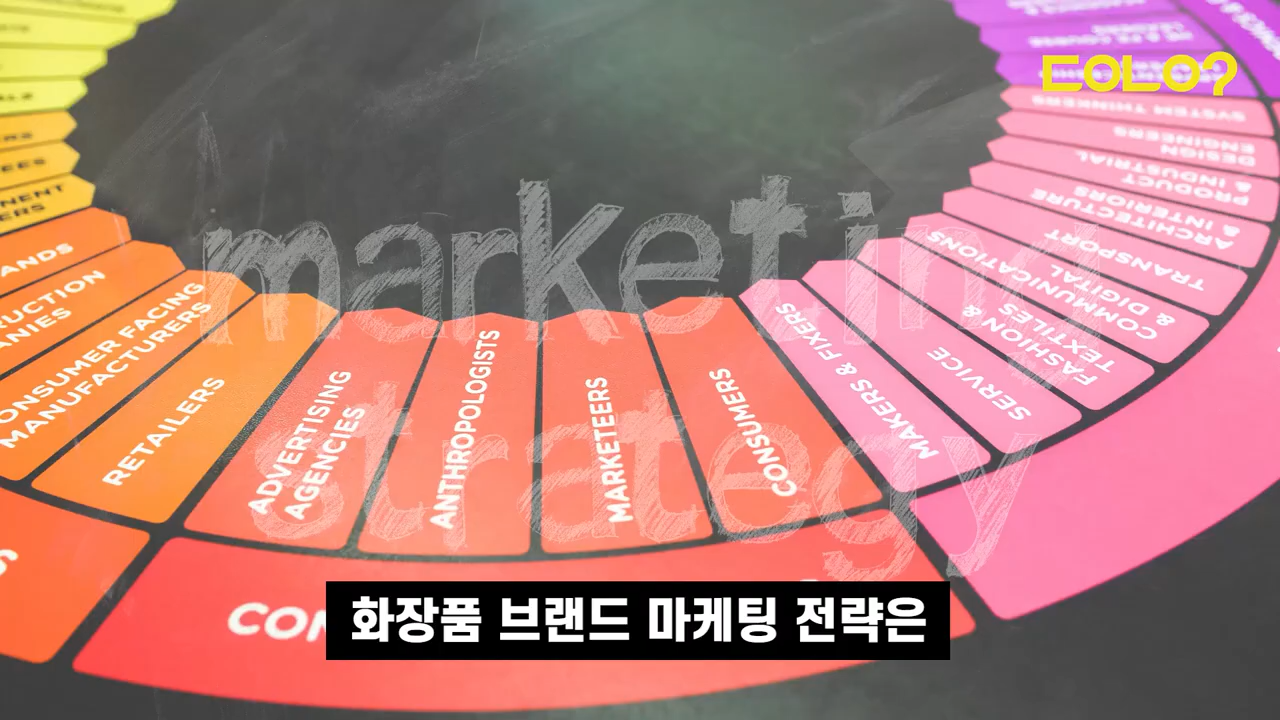 EOLO?
SYSTEM THINKERS
DESIGN
ENGINEERS
PRODUCT
& INDUSTRIAL
ARCHITECTURE
& INTERIORS
TRANSPORT
COMMUNICATIONS
& DIGITAL
FASHION &
TEXTILES
SERVICE
MAKERS & FIXERS
CONSUMERS
MARKETEERS
ANTHROPOLOGISTS
ADVERTISING
AGENCIES
RETAILERS
CONSUMER FACING
MANUFACTURERS
marketing
strategy
화장품 브랜드 마케팅 전략은